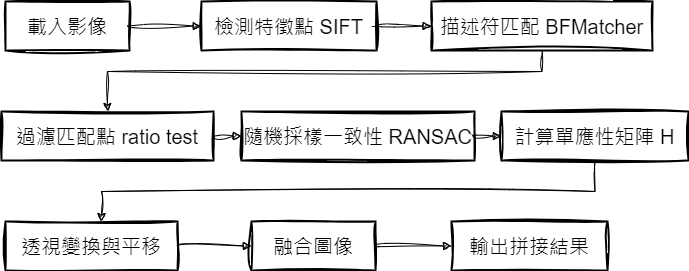 載入影像
檢測特徵點 SIFT
描述符匹配 BFMatcher
過濾匹配點 ratio test
隨機採樣一致性 RANSAC
計算單應性矩陣 H
透視變換與平移
融合圖像
輸出拼接結果